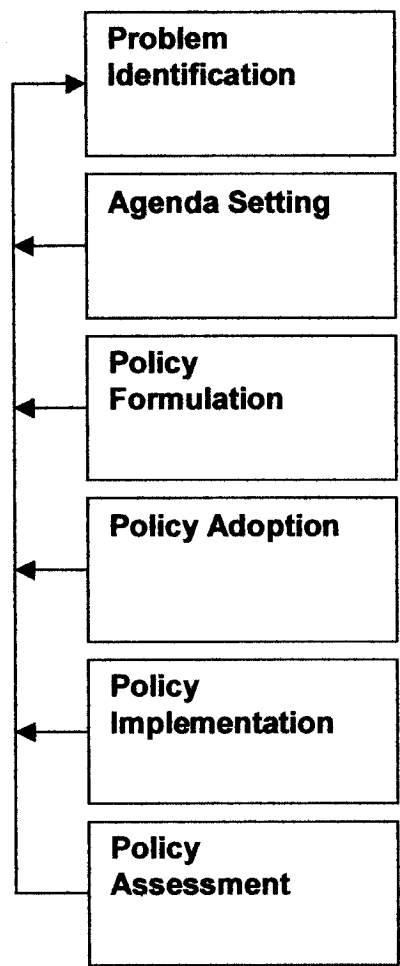 Problem
Identification
Agenda Setting
Policy
Formulation
Policy Adoption
Policy
Implementation
Policy
Assessment